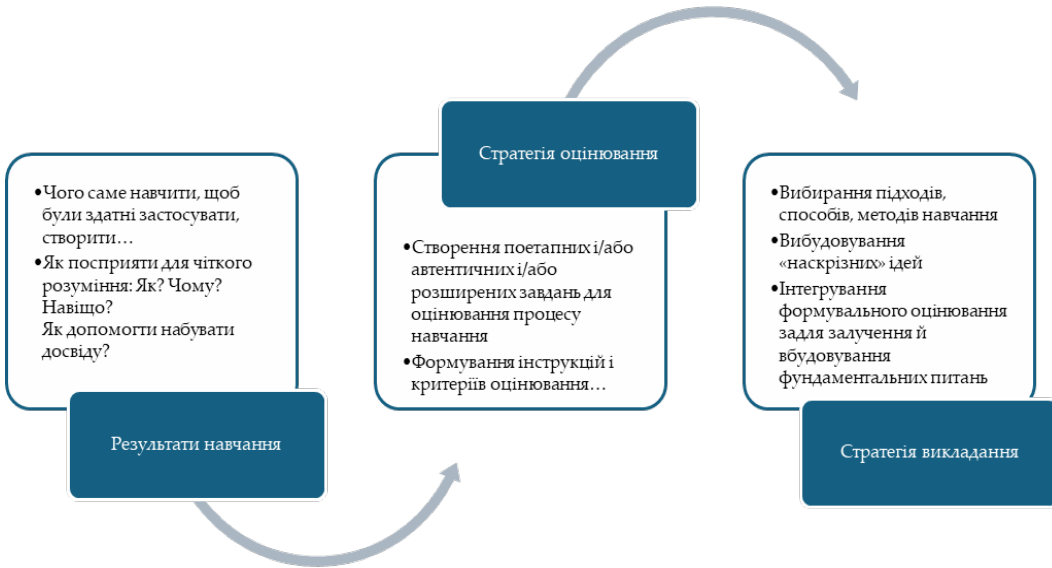 •Чого саме навчити, щоб
були здатні застосувати,
створити…
•Як посприяти для чіткого
розуміння: Як? Чому?
Навіщо?
Як допомогти набувати
досвіду?
Результати навчання
Стратегія оцінювання
•Створення поетапних і/або
автентичних і/або
розширених завдань для
оцінювання процесу
навчання
•Формування інструкцій і
критеріїв оцінювання…
•Вибирання підходів,
способів, методів навчання
•Вибудовування
«наскрізних» ідей
•Інтегрування
формувального оцінювання
задля залучення й
вбудовування
фундаментальних питань
Стратегія викладання